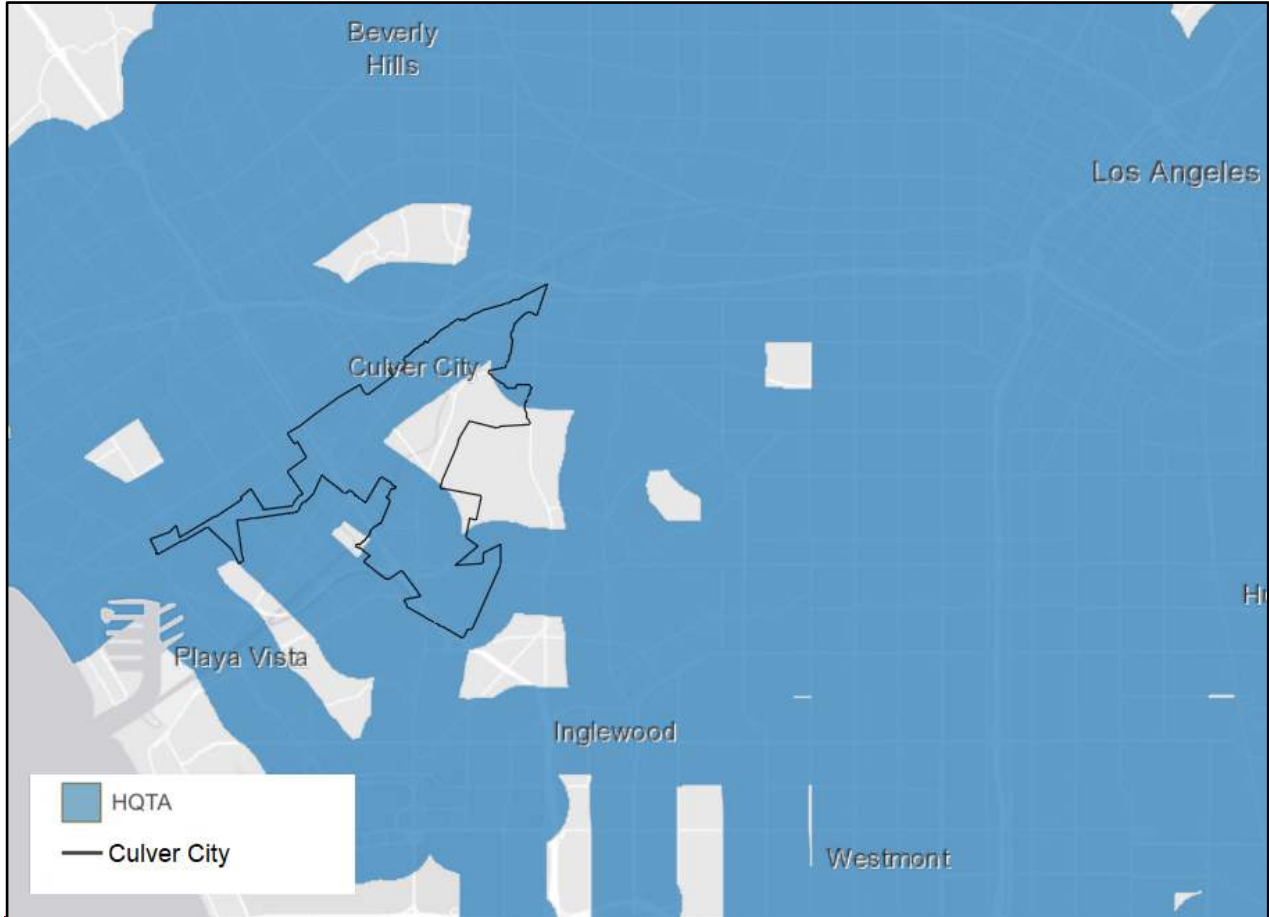 Beverly
Hills
Los Angeles
Culver City
Playa Vista
Inglewood
Westmont
HQTA
Culver City